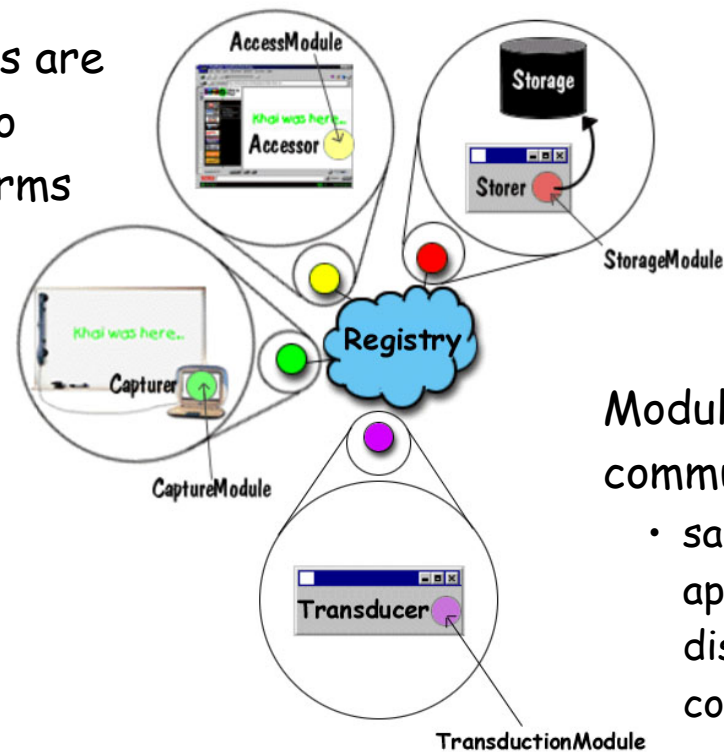 s are
o
rms
AccessModule
Khai was here...
Accessor
Storage
Storer
StorageModule
Khai was here...
Capturer
CaptureModule
Registry
Modul
commu
• sa
ap
dis
co
Transducer
TransductionModule